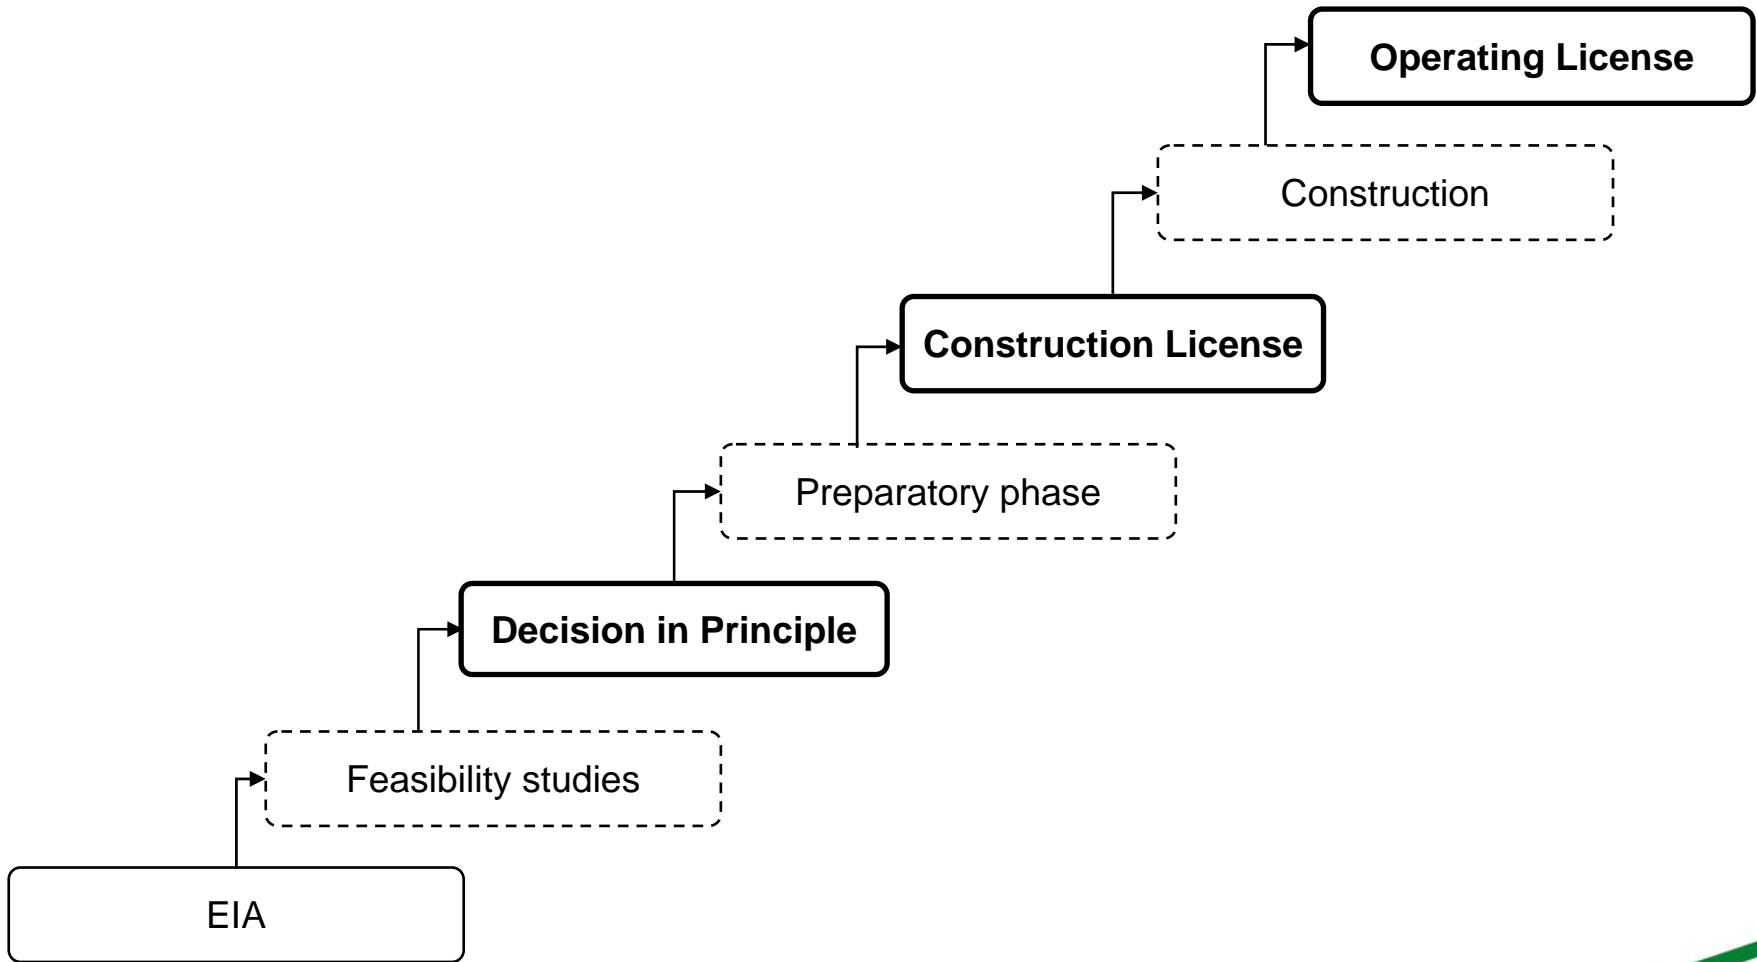 Operating License
Construction
Construction License
Preparatory phase
Decision in Principle
Feasibility studies
EIA